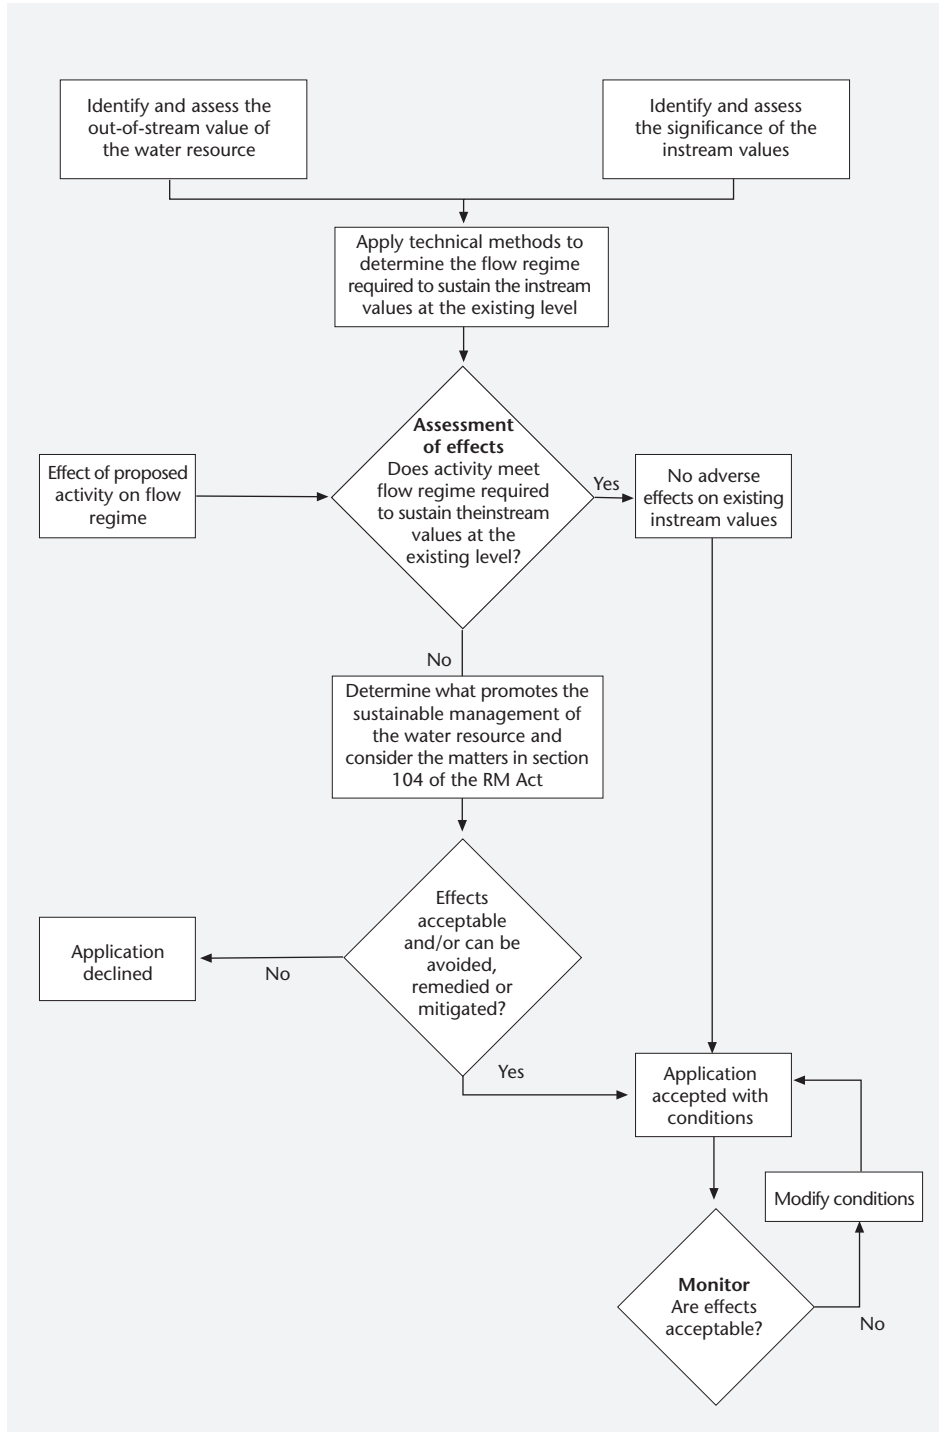 Identify and assess the
out-of-stream value of
the water resource
Identify and assess
the significance of the
instream values
Apply technical methods to
determine the flow regime
required to sustain the instream
values at the existing level
Effect of proposed
activity on flow
regime
Assessment
of effects
Does activity meet
flow regime required
to sustain theinstream
values at the
existing level?
Yes
No adverse
effects on existing
instream values
No
Determine what promotes the
sustainable management of
the water resource and
consider the matters in section
104 of the RM Act
Effects
acceptable
and/or can be
avoided,
remedied or
mitigated?
No
Application
declined
Yes
Application
accepted with
conditions
Modify conditions
Monitor
Are effects
acceptable?
No